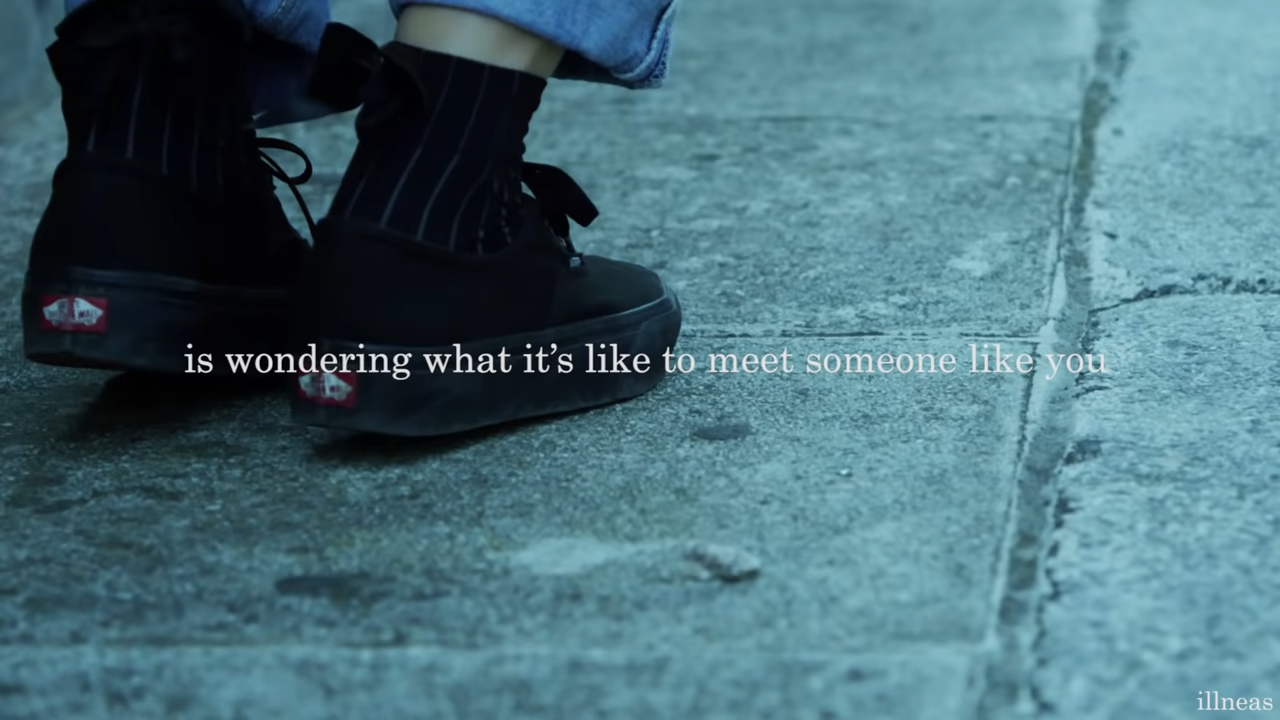 is wondering what it’s like to meet someone like you
illneas